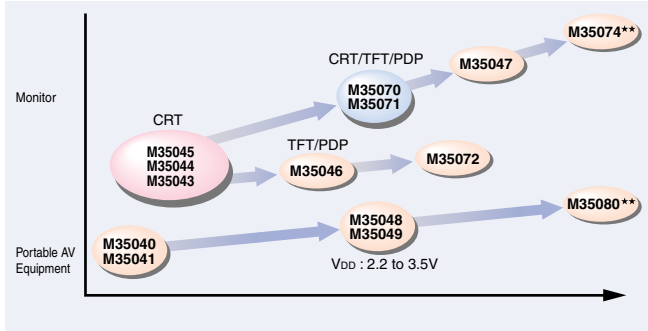 M35074★★
CRT/TFT/PDP
M35047
M35070
M35071
Monitor
CRT
M35045
M35044
M35043
TFT/PDP
M35046
M35072
M35080★★
M35048
M35049
M35040
M35041
Portable AV
Equipment
VDD : 2.2 to 3.5V